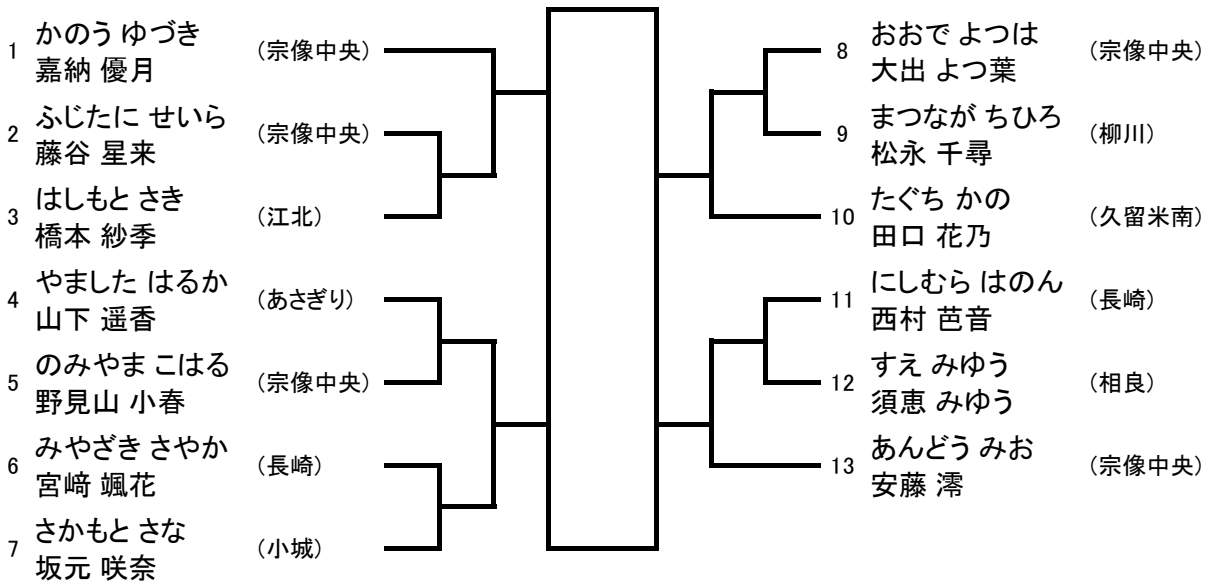 かのう ゆづき
1 嘉納 優月 (宗像中央)
ふじたに せいら
2 藤谷 星来 (宗像中央)
はしもと さき
3 橋本 紗季 (江北)
やました はるか
4 山下 遥香 (あさぎり)
のみやま こはる
5 野見山 小春 (宗像中央)
みやざき さやか
6 宮﨑 颯花 (長崎)
さかもと さな
7 坂元 咲奈 (小城)
おおで よつは
8 大出 よつ葉 (宗像中央)
まつなが ちひろ
9 松永 千尋 (柳川)
たぐち かの
10 田口 花乃 (久留米南)
にしむら はのん
11 西村 芭音 (長崎)
すえ みゆう
12 須恵 みゆう (相良)
あんどう みお
13 安藤 澪 (宗像中央)